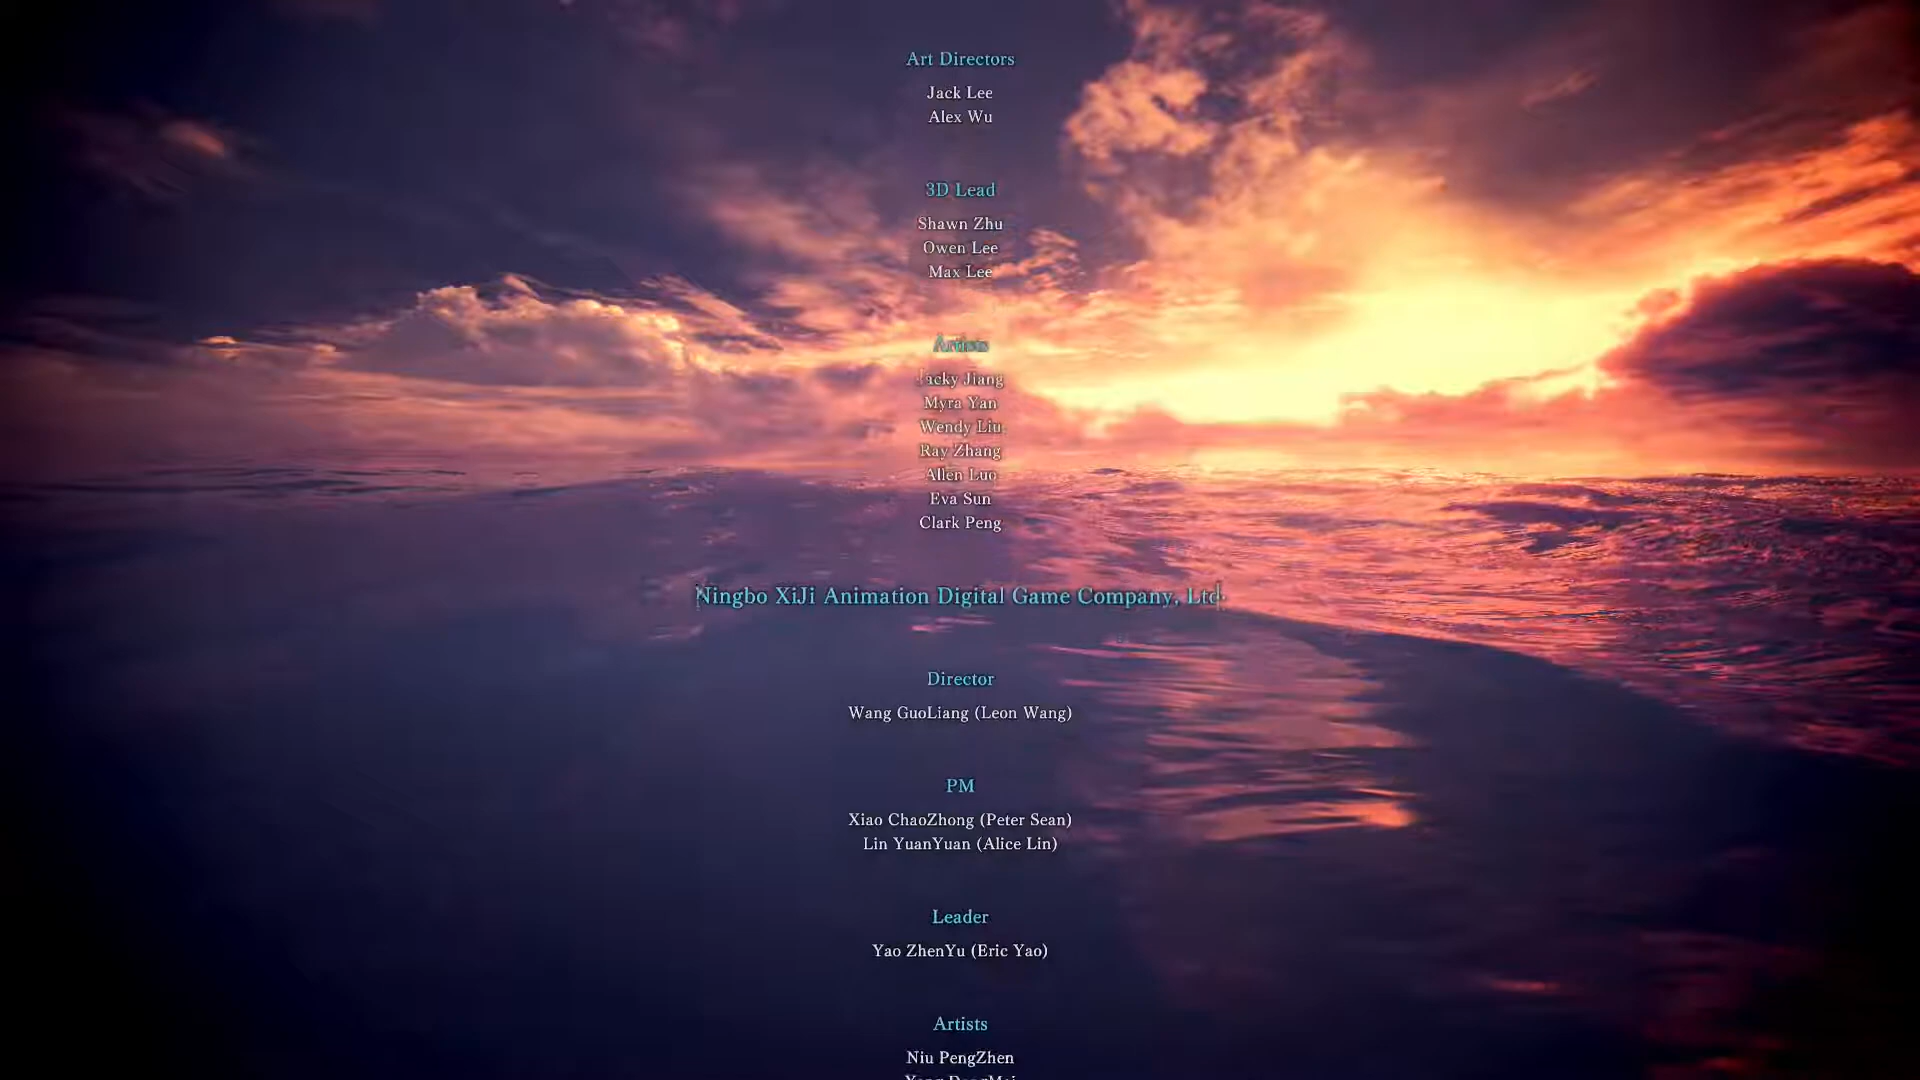 Art Directors
Jack Lee
Alex Wu
3D Lead
Shawn Zhu
Owen Lee
Max Lee
Artists
Jacky Jiang
Myra Yan
Wendy Liu
Ray Zhang
Allen Luo
Eva Sun
Clark Peng
Ningbo XiJi Animation Digital Game Company, Ltd.
Director
Wang GuoLiang (Leon Wang)
PM
Xiao ChaoZhong (Peter Sean)
Lin YuanYuan (Alice Lin)
Leader
Yao ZhenYu (Eric Yao)
Artists
Niu PengZhen